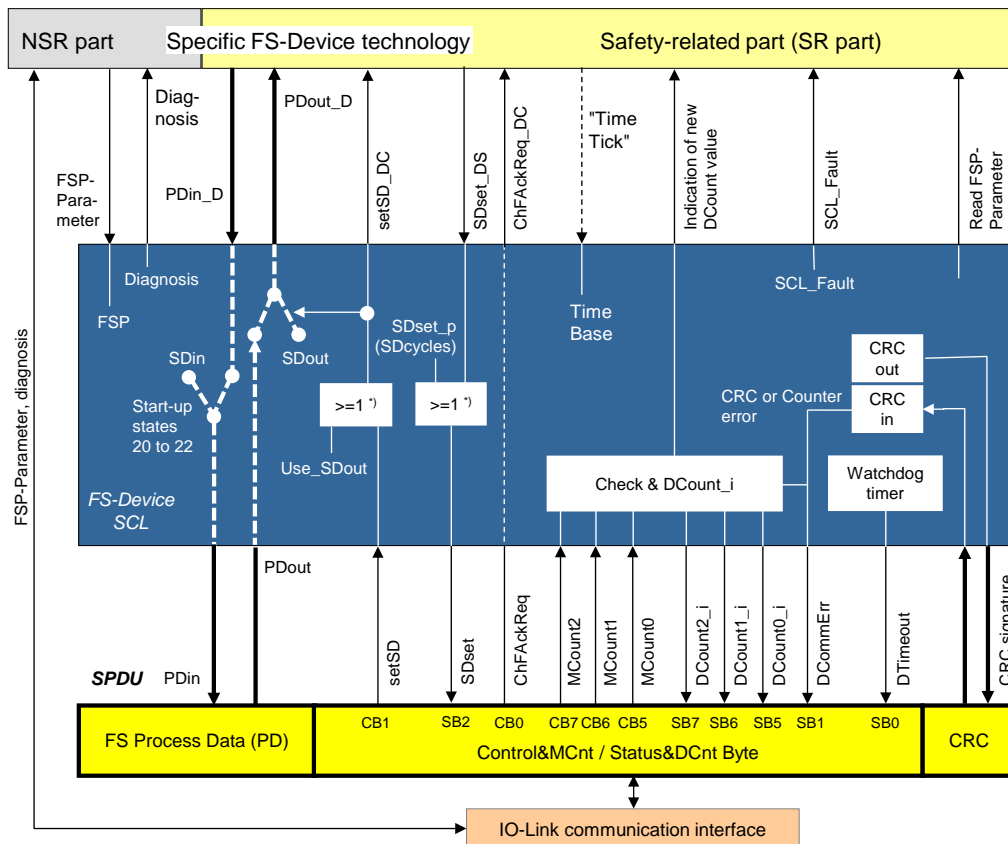 NSR part
Specific FS-Device technology
Safety-related part (SR part)
Diag-
nosis
PDout_D
"Time
Tick"
FSP-
Para-
meter
PDin_D
setSD_DC
SDset_DS
ChFAckReq_DC
Indication of new
DCount value
SCL_Fault
Read FSP-
Parameter
Diagnosis
FSP
SCL_Fault
Time
Base
SDset_p
(SDcycles)
SDin
SDout
CRC
out
CRC or Counter
error
CRC
in
>=1 *)
>=1 *)
Start-up
states
20 to 22
Use_SDout
Check & DCount_i
Watchdog
timer
FS-Device
SCL
FSP-Parameter, diagnosis
PDout
SPDU
PDin
setSD
SDset
ChFAckReq
MCount2
MCount1
MCount0
DCount2_i
DCount1_i
DCount0_i
DCommErr
DTimeout
CRC signature
CB1
SB2
CB0
CB7
CB6
CB5
SB7
SB6
SB5
SB1
SB0
FS Process Data (PD)
Control&MCnt / Status&DCnt Byte
CRC
IO-Link communication interface